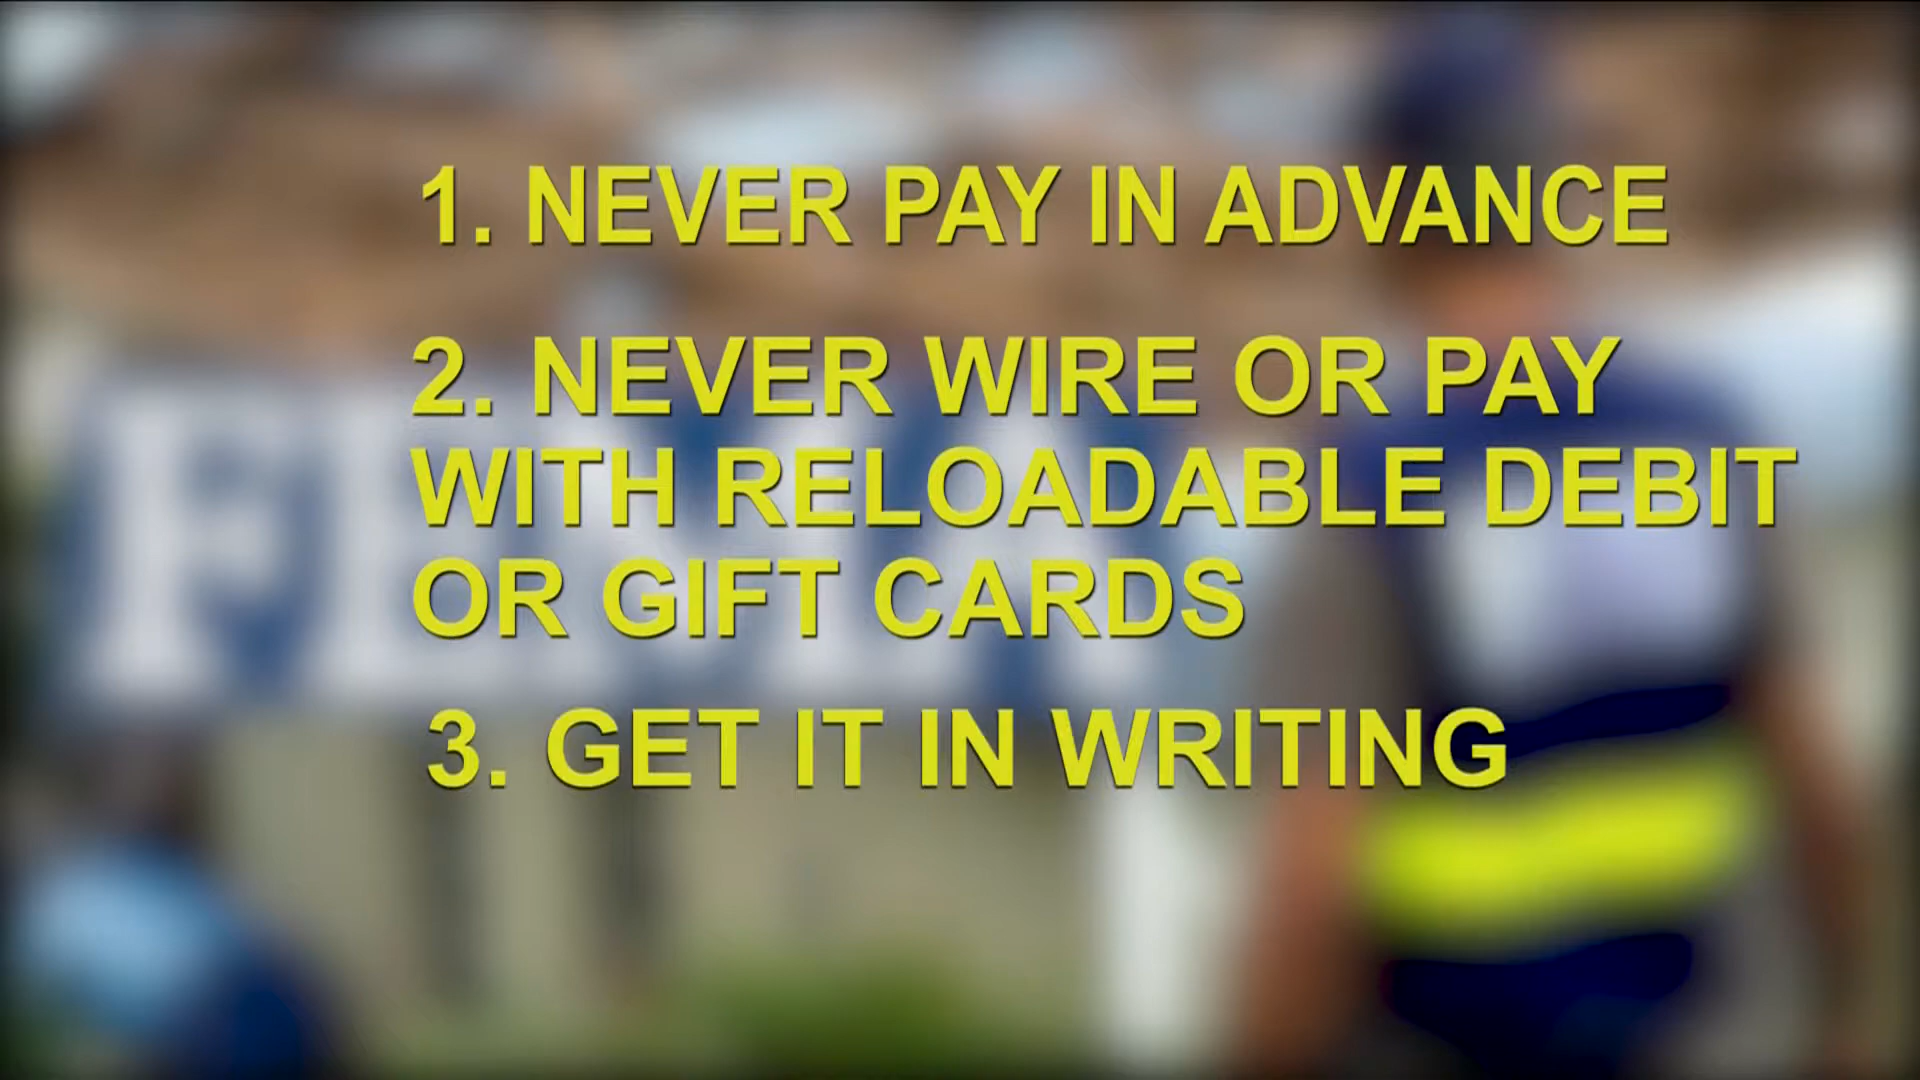 1. NEVER PAY IN ADVANCE
2. NEVER WIRE OR PAY
WITH RELOADABLE DEBIT
OR GIFT CARDS
3. GET IT IN WRITING
FEMA